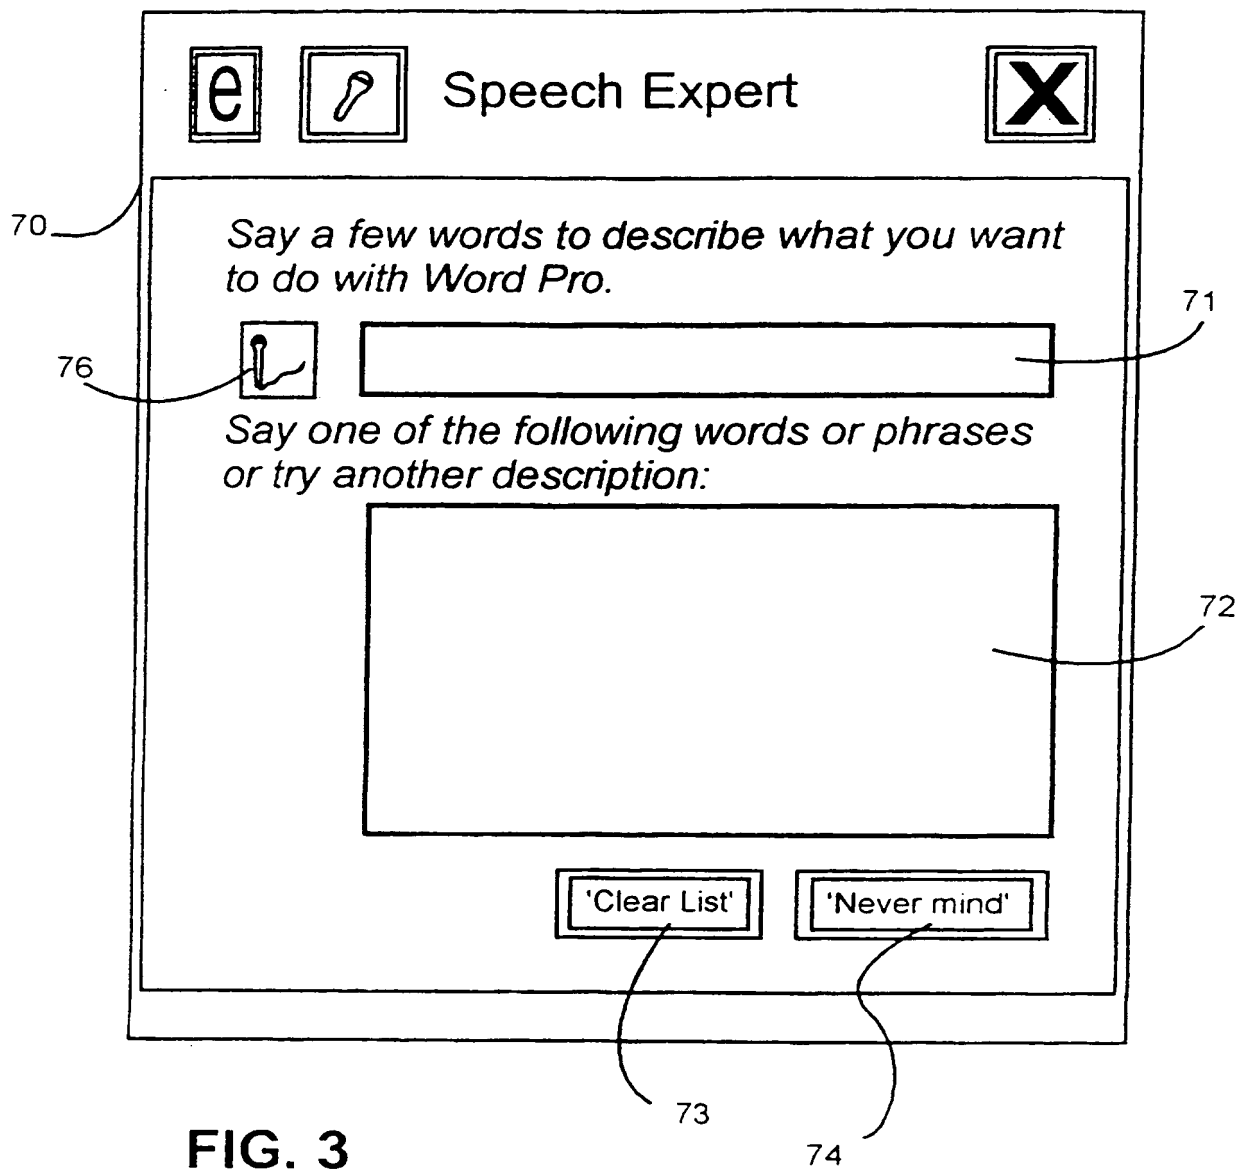 e Speech Expert X
70
Say a few words to describe what you want
to do with Word Pro.
71
76
Say one of the following words or phrases
or try another description:
72
'Clear List' 'Never mind'
73
74
FIG. 3